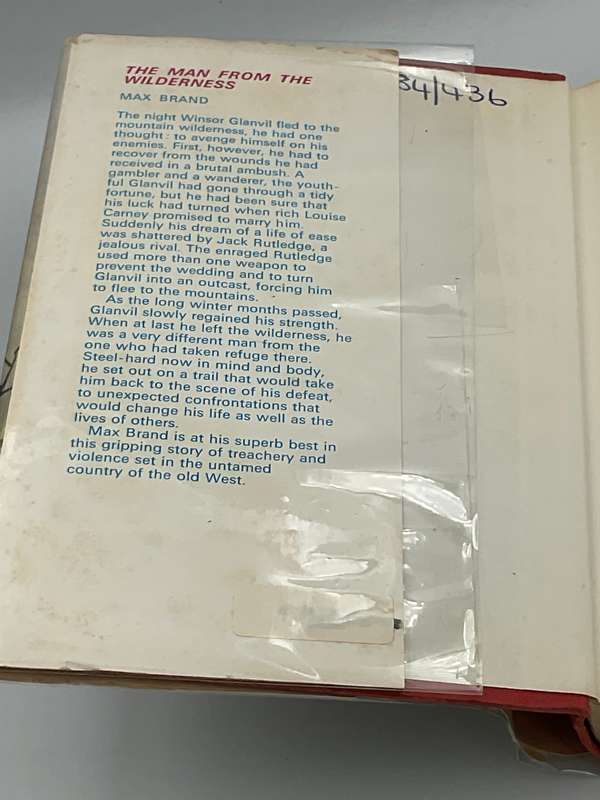 THE MAN FROM THE
WILDERNESS
MAX BRAND
The night Winsor Glanvil fled to the
mountain wilderness, he had one
thought: to avenge himself on his
enemies. First, however, he had to
recover from the wounds he had
received in a brutal ambush. A
gambler and a wanderer, the youth-
ful Glanvil had gone through a tidy
fortune, but he had been sure that
his luck had turned when rich Louise
Carney promised to marry him.
Suddenly his dream of a life of ease
was shattered by Jack Rutledge, a
jealous rival. The enraged Rutledge
used more than one weapon to
prevent the wedding and to turn
Glanvil into an outcast, forcing him
to flee to the mountains.
As the long winter months passed,
Glanvil slowly regained his strength.
When at last he left the wilderness, he
was a very different man from the
one who had taken refuge there.
Steel-hard now in mind and body,
he set out on a trail that would take
him back to the scene of his defeat,
to unexpected confrontations that
would change his life as well as the
lives of others.
Max Brand is at his superb best in
this gripping story of treachery and
violence set in the untamed
country of the old West.
84/436